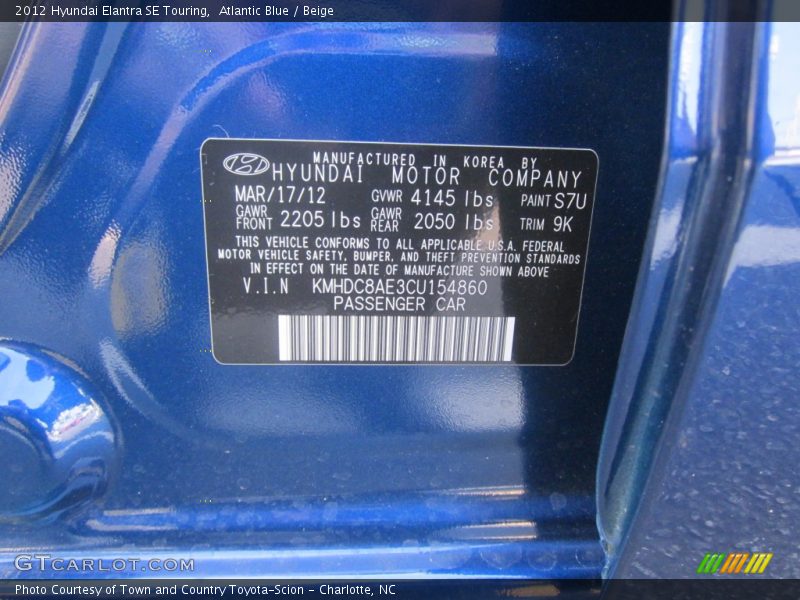 2012 Hyundai Elantra SE Touring, Atlantic Blue / Beige
MANUFACTURED IN KOREA BY
HYUNDAI MOTOR COMPANY
MAR/17/12 GVWR 4145 lbs PAINT S7U
GAWR FRONT 2205 lbs GAWR REAR 2050 lbs TRIM 9K
THIS VEHICLE CONFORMS TO ALL APPLICABLE U.S.A. FEDERAL
MOTOR VEHICLE SAFETY, BUMPER, AND THEFT PREVENTION STANDARDS
IN EFFECT ON THE DATE OF MANUFACTURE SHOWN ABOVE
V.I.N KMHDC8AE3CU154860
PASSENGER CAR
GTCARLOT.COM
Photo Courtesy of Town and Country Toyota-Scion - Charlotte, NC